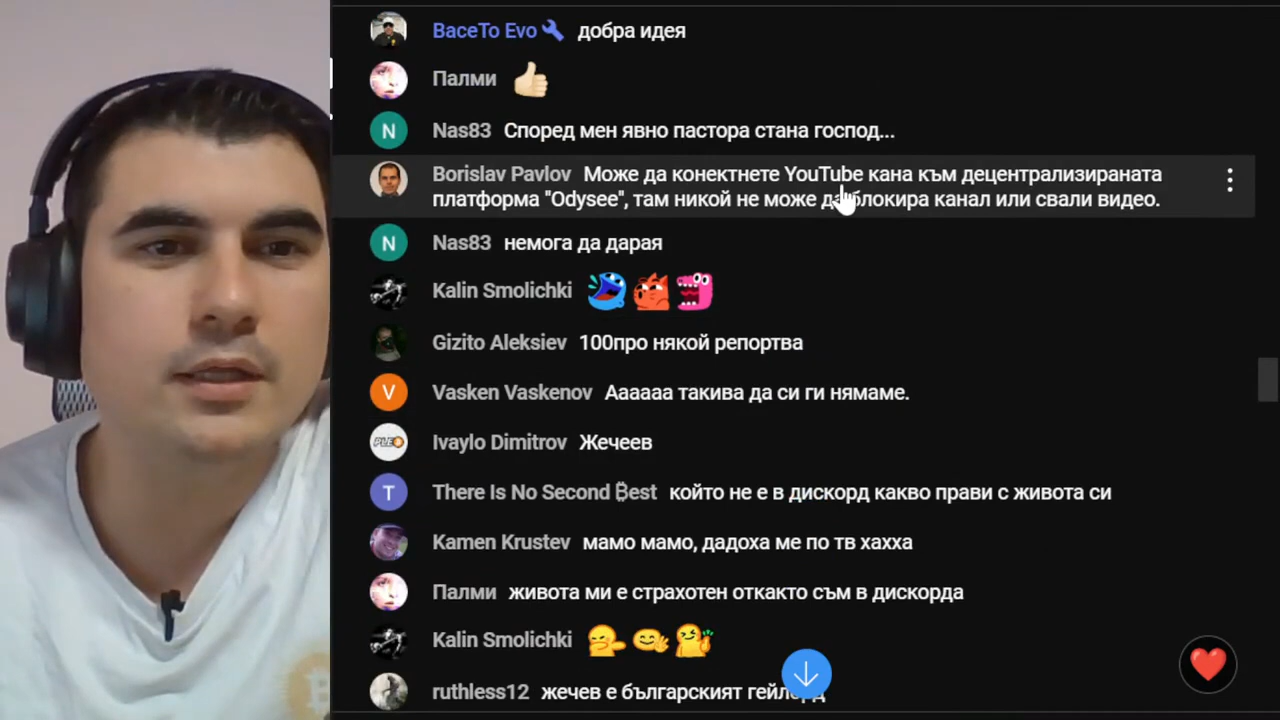 BaceTo Evo добра идея
Палми
N Nas83 Според мен явно пастора стана господ...
Borislav Pavlov Може да конектнете YouTube кана към децентрализираната
платформа "Odysee", там никой не може да блокира канал или свали видео.
N Nas83 немога да дарая
Kalin Smolichki
Gizito Aleksiev 100про някой репортва
V Vasken Vaskenov Аааааа такива да си ги нямаме.
Ivaylo Dimitrov Жечеев
T There Is No Second ₿est който не е в дискорд какво прави с живота си
Kamen Krustev мамо мамо, дадоха ме по тв хахха
Палми живота ми е страхотен откакто съм в дискорда
Kalin Smolichki
ruthless12 жечев е българският